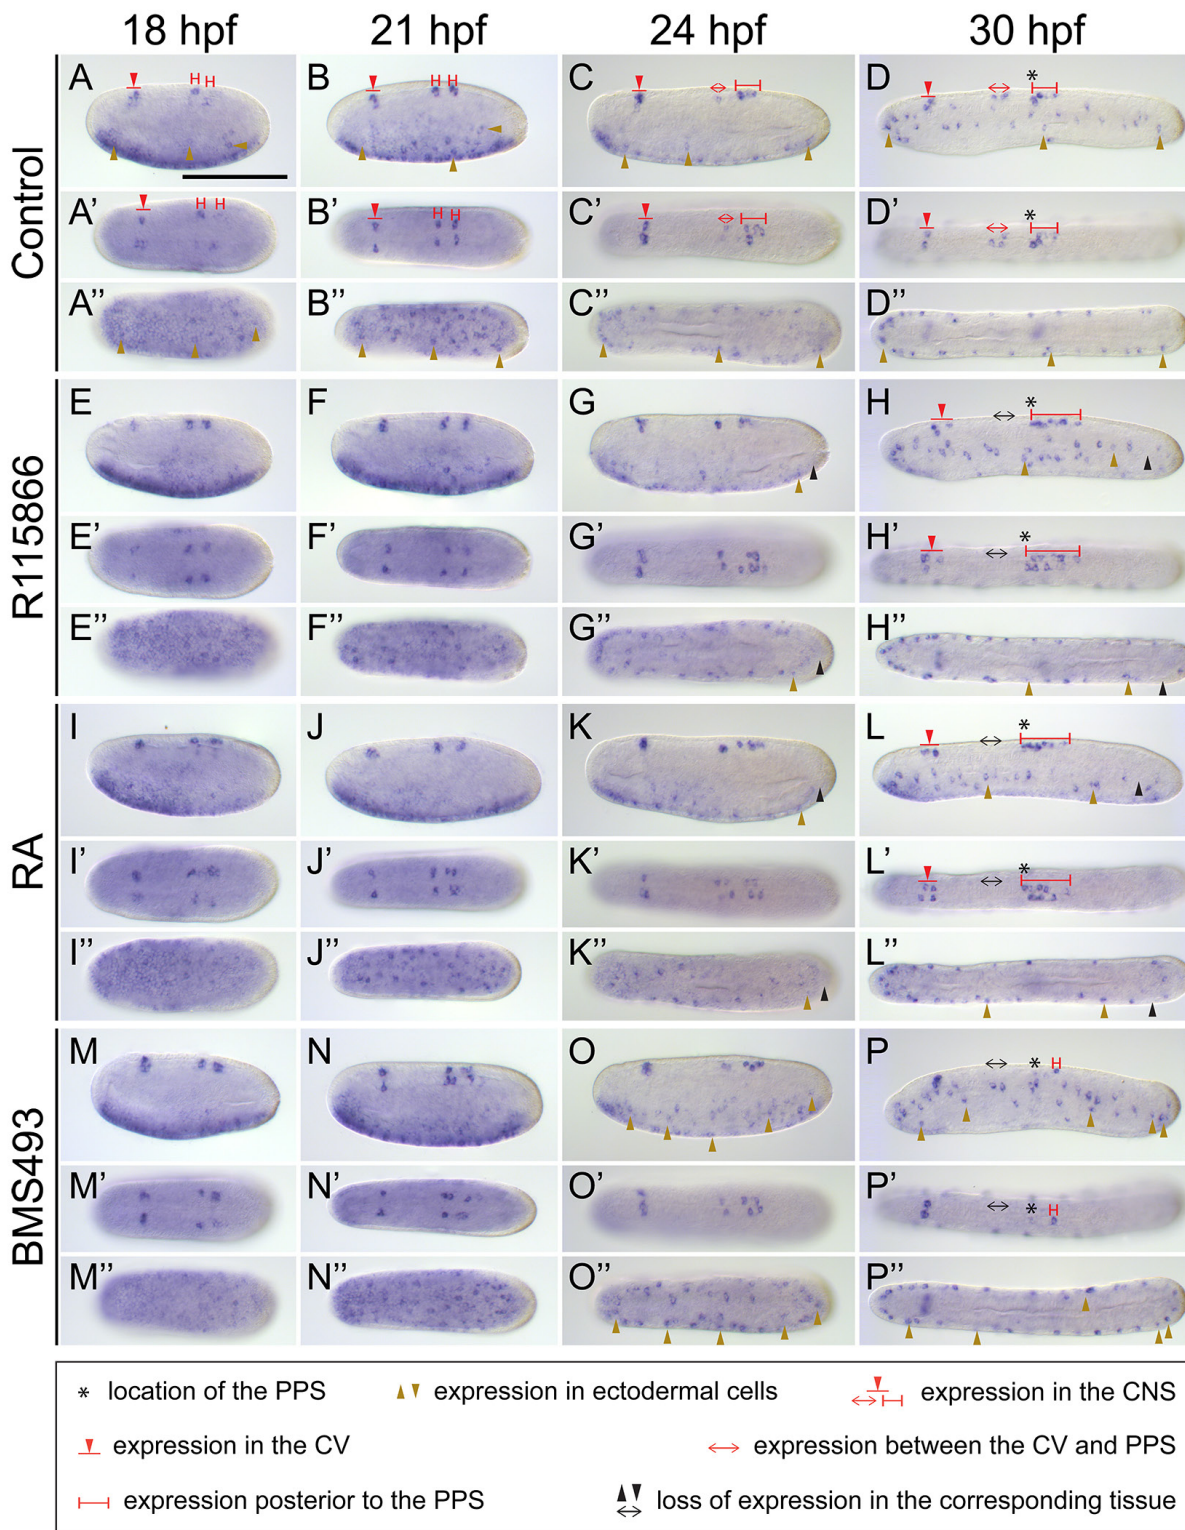 18 hpf 21 hpf 24 hpf 30 hpf
Control
A B C D
H H H H *
A’ B’ C’ D’
H H H H *
A’’ B’’ C’’ D’’
R115866
E F G H
*
E’ F’ G’ H’
*
E’’ F’’ G’’ H’’
RA
I J K L
*
I’ J’ K’ L’
*
I’’ J’’ K’’ L’’
BMS493
M N O P
* H
M’ N’ O’ P’
* H
M’’ N’’ O’’ P’’
* location of the PPS expression in ectodermal cells expression in the CNS
expression in the CV expression between the CV and PPS
expression posterior to the PPS loss of expression in the corresponding tissue